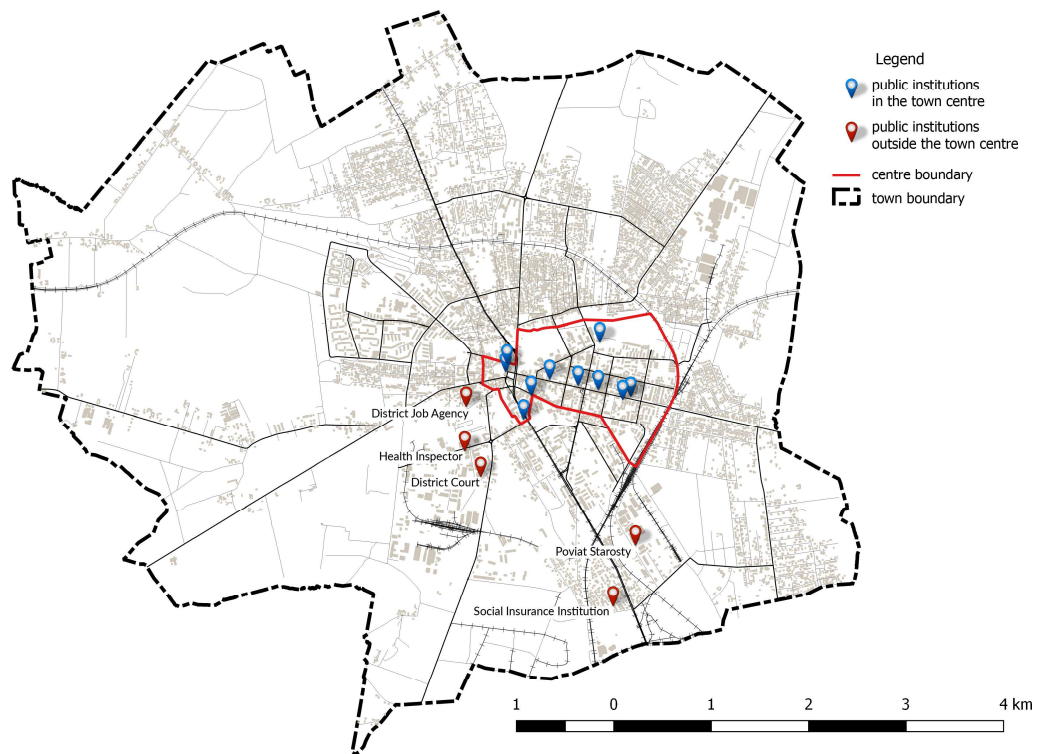 Legend
public institutions
in the town centre
public institutions
outside the town centre
centre boundary
town boundary
District Job Agency
Health Inspector
District Court
Poviat Starosty
Social Insurance Institution
1 0 1 2 3 4 km